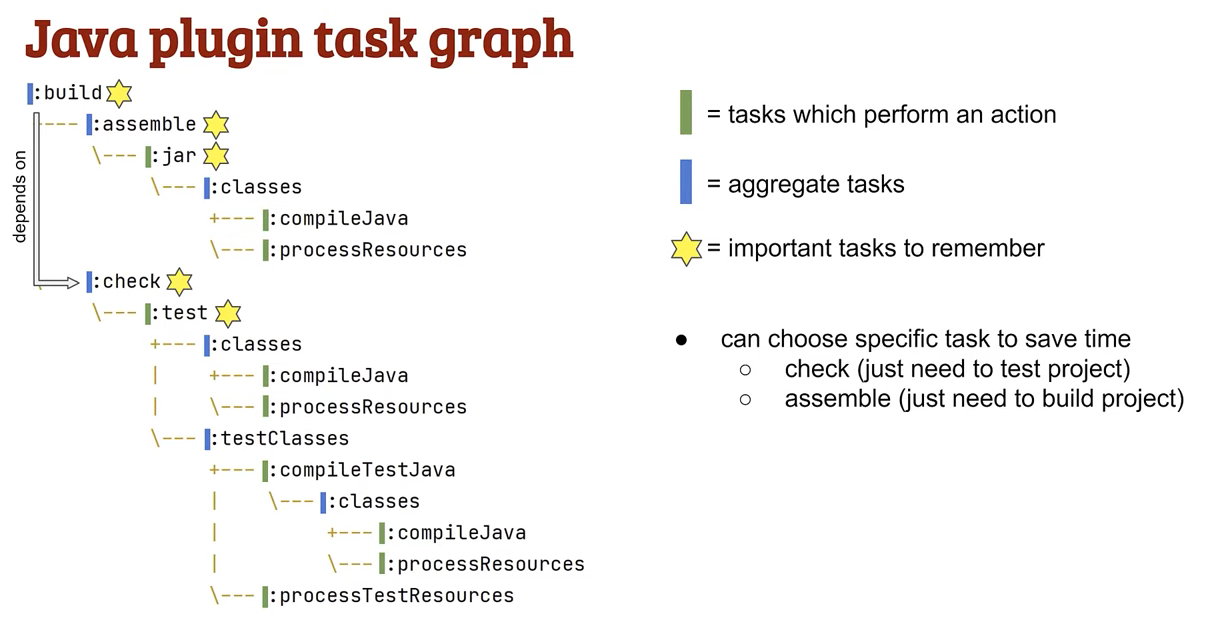 Java plugin task graph
:build
---- :assemble
\--- :jar
\--- :classes
+--- :compileJava
\--- :processResources
depends on
:check
\--- :test
+--- :classes
| +--- :compileJava
| \--- :processResources
\--- :testClasses
+--- :compileTestJava
| \--- :classes
| +--- :compileJava
| \--- :processResources
\--- :processTestResources
= tasks which perform an action
= aggregate tasks
= important tasks to remember
● can choose specific task to save time
○ check (just need to test project)
○ assemble (just need to build project)